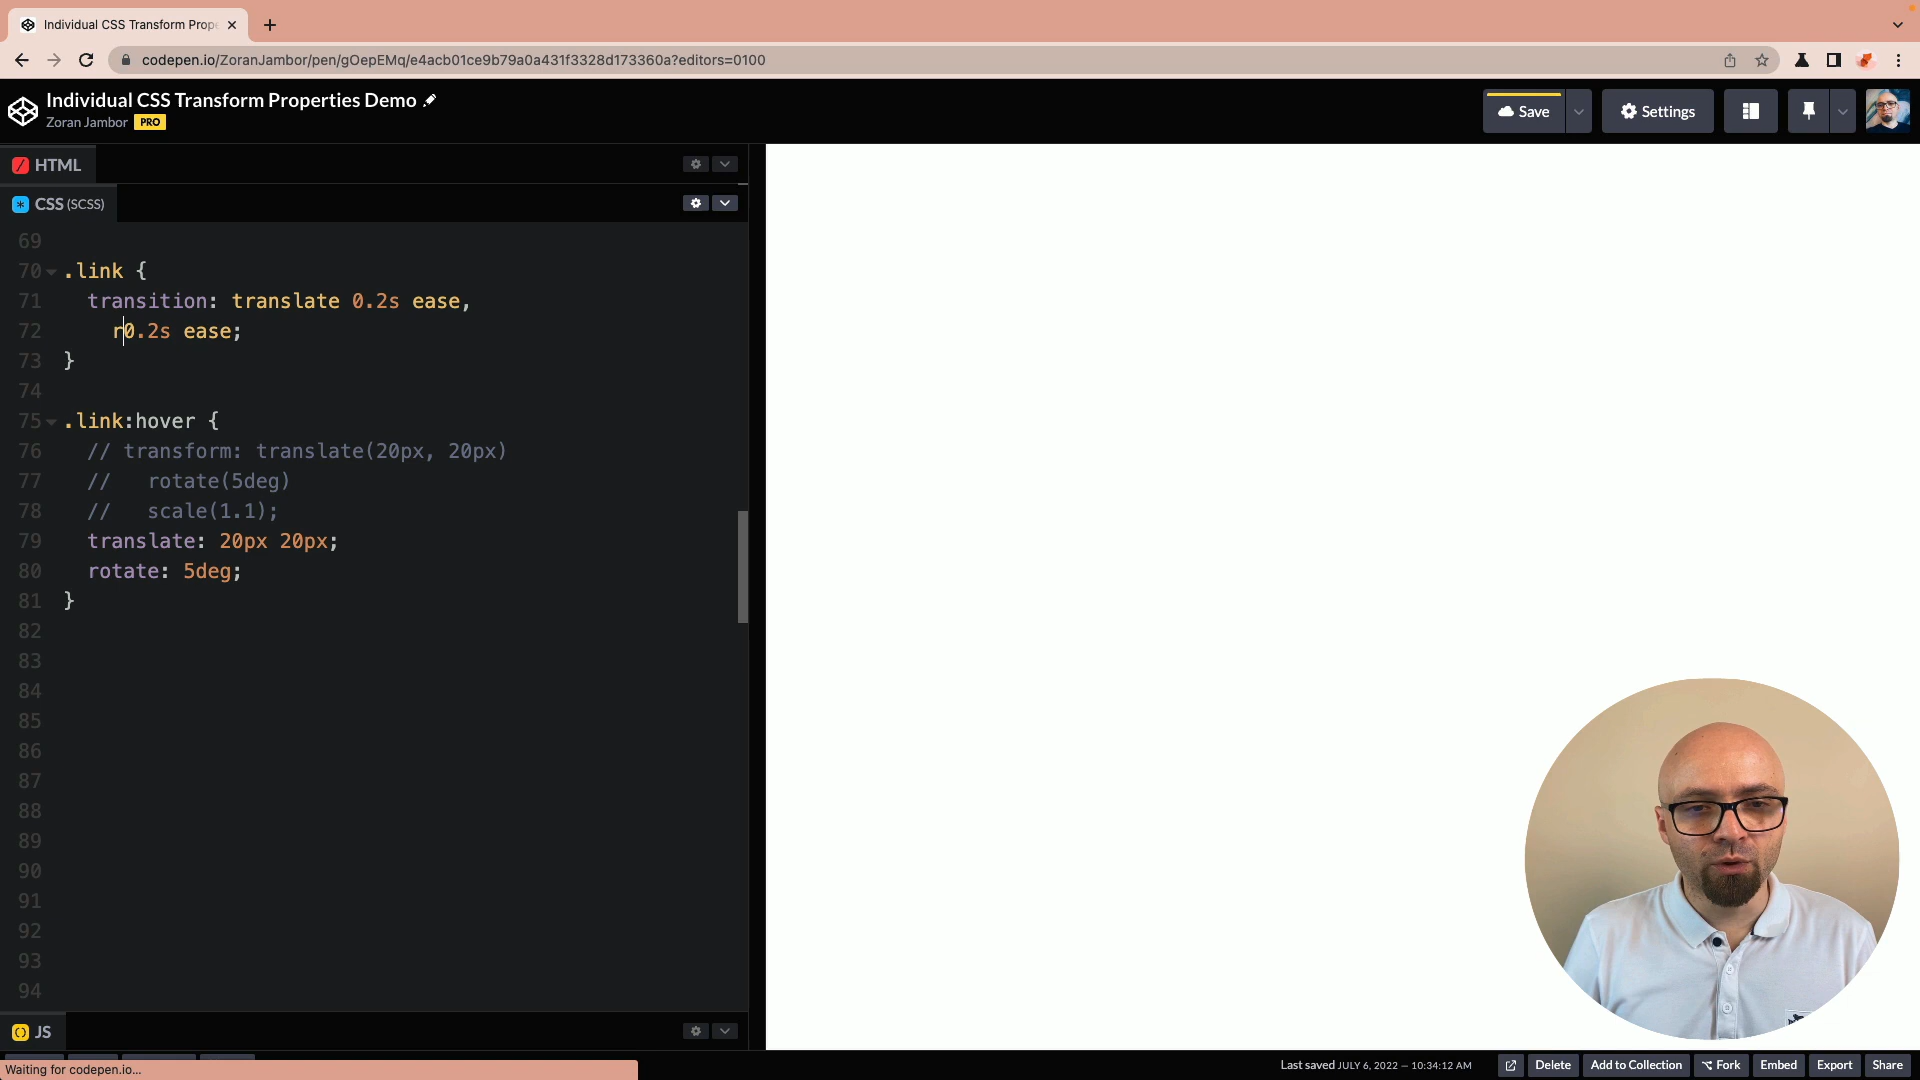 Individual CSS Transform Prope
codepen.io/ZoranJambor/pen/gOepEMq/e4acb01ce9b79a0a431f3328d173360a?editors=0100
Individual CSS Transform Properties Demo
Zoran Jambor PRO
Save
Settings
HTML
CSS (SCSS)
69
70 .link {
71 transition: translate 0.2s ease,
72 r0.2s ease;
73 }
74
75 .link:hover {
76 // transform: translate(20px, 20px)
77 // rotate(5deg)
78 // scale(1.1);
79 translate: 20px 20px;
80 rotate: 5deg;
81 }
82
83
84
85
86
87
88
89
90
91
92
93
94
JS
Waiting for codepen.io...
Last saved JULY 6, 2022 — 10:34:12 AM
Delete
Add to Collection
Fork
Embed
Export
Share